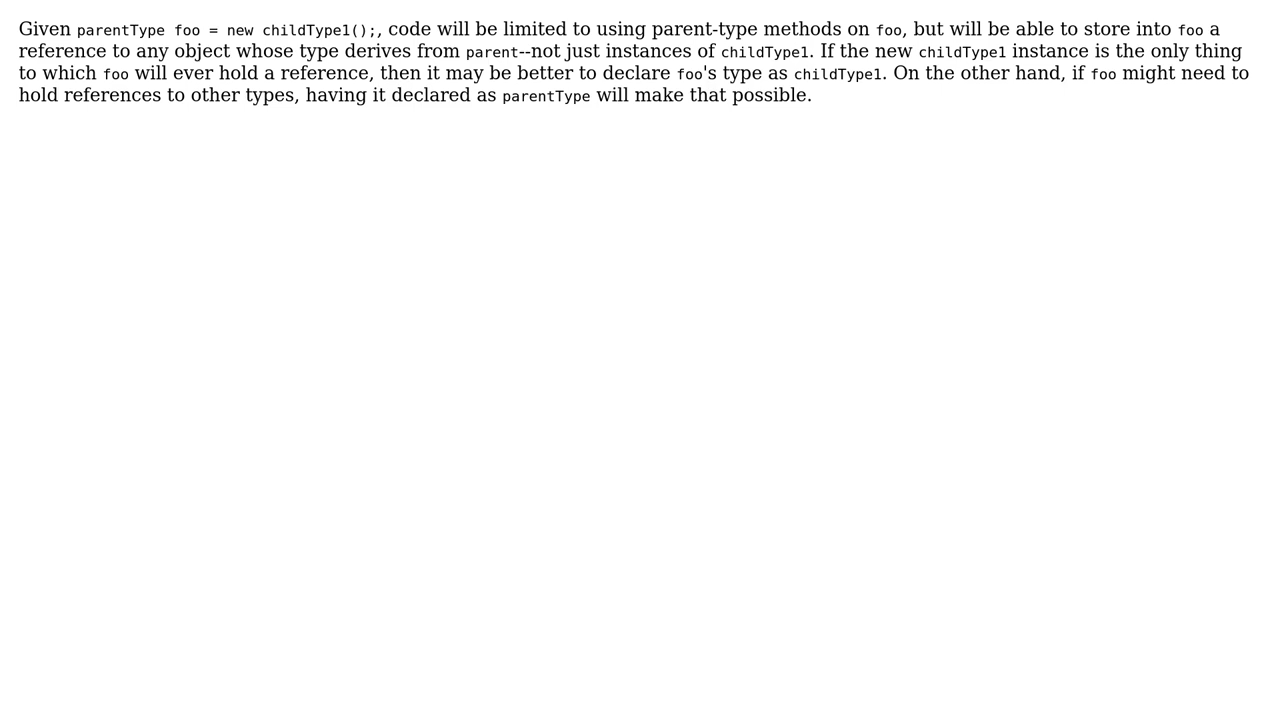 Given parentType foo = new childType1();, code will be limited to using parent-type methods on foo, but will be able to store into foo a
reference to any object whose type derives from parent--not just instances of childType1. If the new childType1 instance is the only thing
to which foo will ever hold a reference, then it may be better to declare foo's type as childType1. On the other hand, if foo might need to
hold references to other types, having it declared as parentType will make that possible.